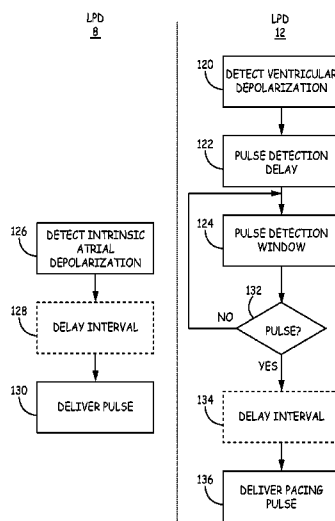 LPD
8
LPD
12
126
DETECT INTRINSIC
ATRIAL
DEPOLARIZATION
128
DELAY INTERVAL
130
DELIVER PULSE
120
DETECT VENTRICULAR
DEPOLARIZATION
122
PULSE DETECTION
DELAY
124
PULSE DETECTION
WINDOW
132
PULSE?
NO
YES
134
DELAY INTERVAL
136
DELIVER PACING
PULSE